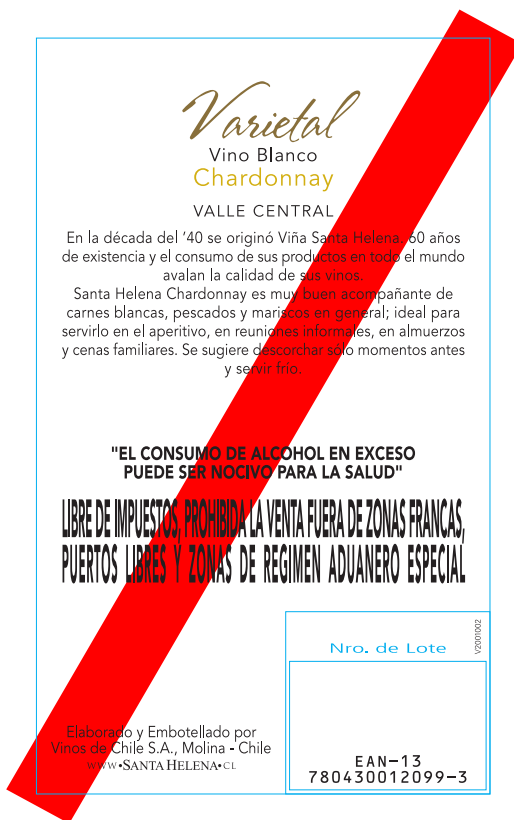 Varietal
Vino Blanco
Chardonnay
VALLE CENTRAL
En la década del '40 se originó Viña Santa Helena. 60 años
de existencia y el consumo de sus productos en todo el mundo
avalan la calidad de sus vinos.
Santa Helena Chardonnay es muy buen acompañante de
carnes blancas, pescados y mariscos en general; ideal para
servirlo en el aperitivo, en reuniones informales, en almuerzos
y cenas familiares. Se sugiere descorchar sólo momentos antes
y servir frío.
"EL CONSUMO DE ALCOHOL EN EXCESO
PUEDE SER NOCIVO PARA LA SALUD"
LIBRE DE IMPUESTOS, PROHIBIDA LA VENTA FUERA DE ZONAS FRANCAS,
PUERTOS LIBRES Y ZONAS DE REGIMEN ADUANERO ESPECIAL
Nro. de Lote
V2001002
Elaborado y Embotellado por
Vinos de Chile S.A., Molina - Chile
WWW•SANTA HELENA•CL
EAN-13
780430012099-3